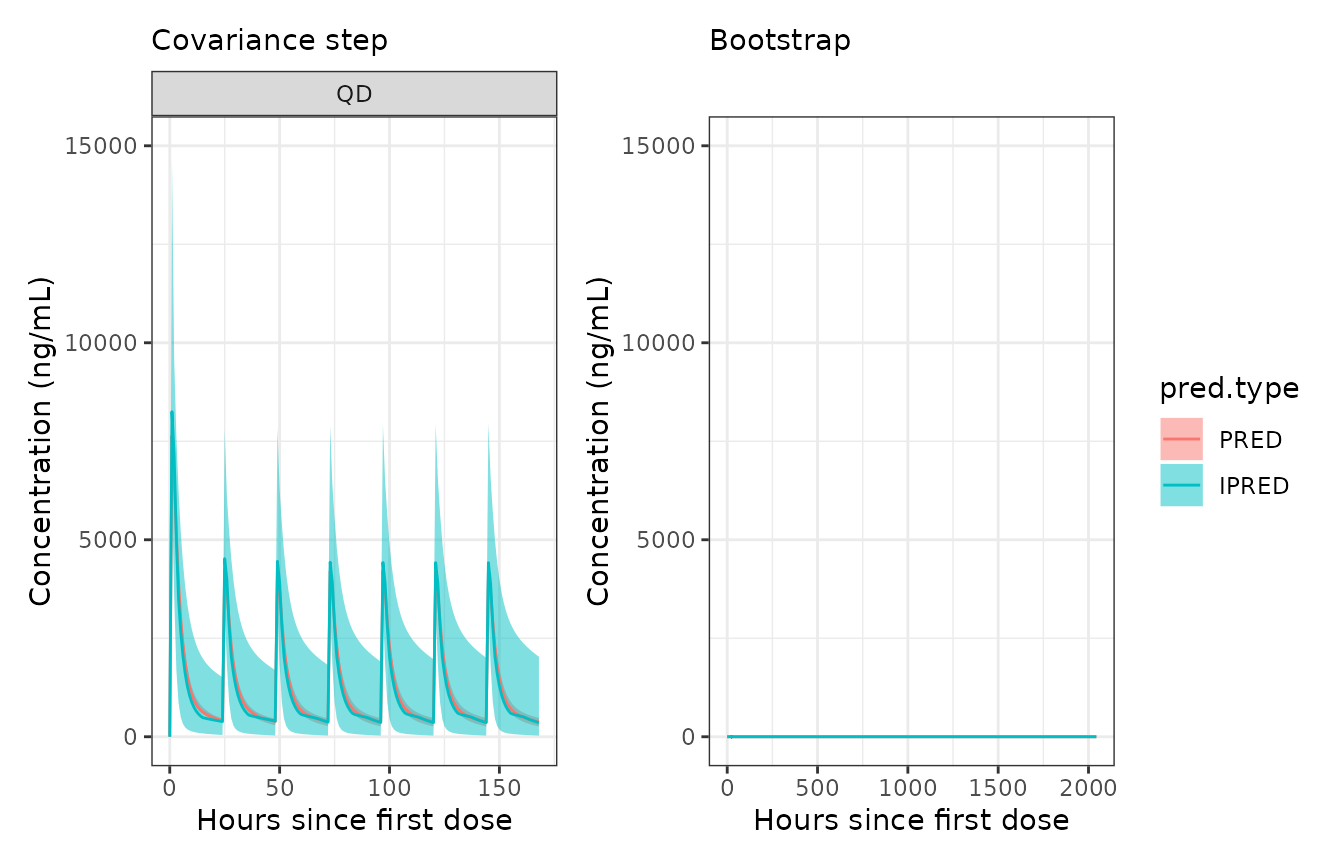 Covariance step
QD
15000
10000
5000
0
Concentration (ng/mL)
0 50 100 150
Hours since first dose
Bootstrap
15000
10000
5000
0
Concentration (ng/mL)
0 500 1000 1500 2000
Hours since first dose
pred.type
PRED
IPRED